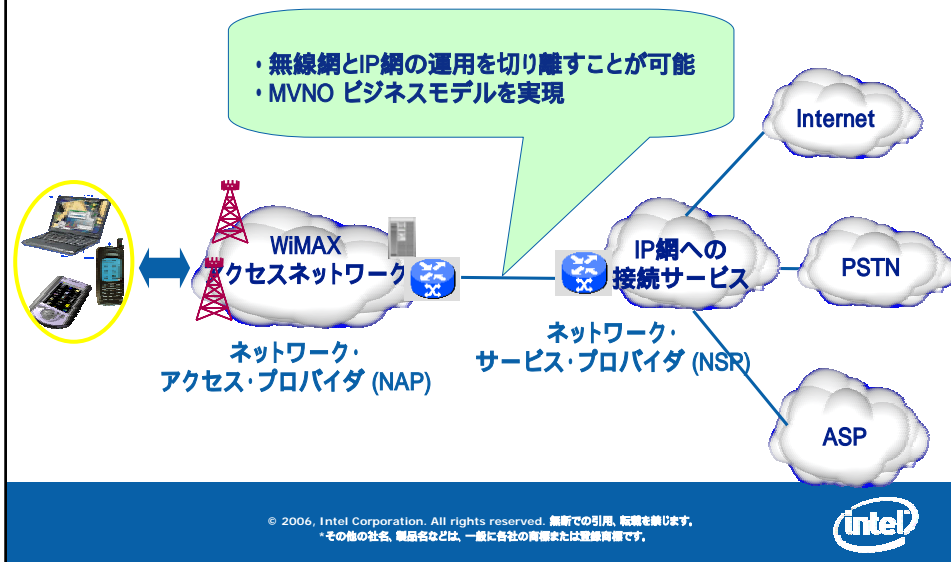 ・無線網とIP網の運用を切り離すことが可能
・MVNO ビジネスモデルを実現
Internet
WiMAX
アクセスネットワーク
IP網への
接続サービス
PSTN
ネットワーク・
アクセス・プロバイダ (NAP)
ネットワーク・
サービス・プロバイダ (NSP)
ASP
© 2006, Intel Corporation. All rights reserved. 無断での引用、転載を禁じます。
*その他の社名、製品名などは、一般に各社の商標または登録商標です。
intel